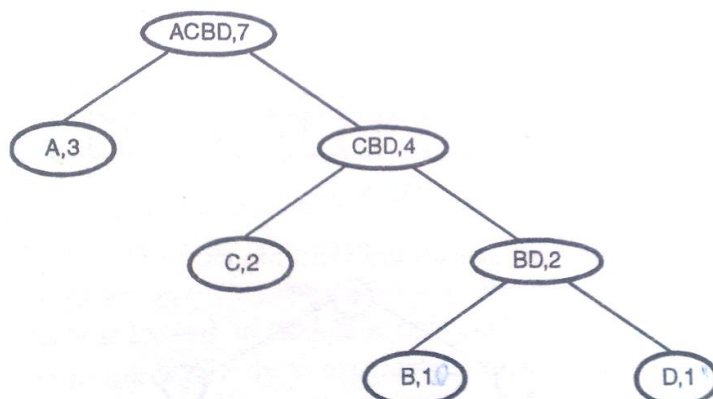 ACBD,7
A,3
CBD,4
C,2
BD,2
B,1
D,1